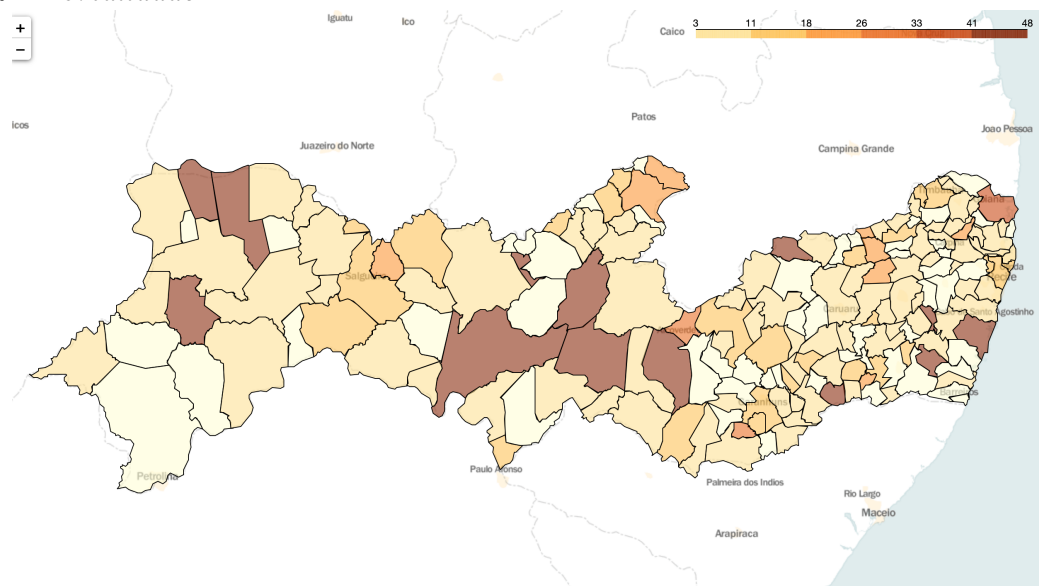 Iguatu
Ico
+
−
Caico
3 11 18 26 33 41 48
icos
Patos
Joao Pessoa
Juazeiro do Norte
Campina Grande
Caruaru
Santo Agostinho
Garanhuns
Petrolina
Paulo Afonso
Palmeira dos Indios
Rio Largo
Maceio
Arapiraca